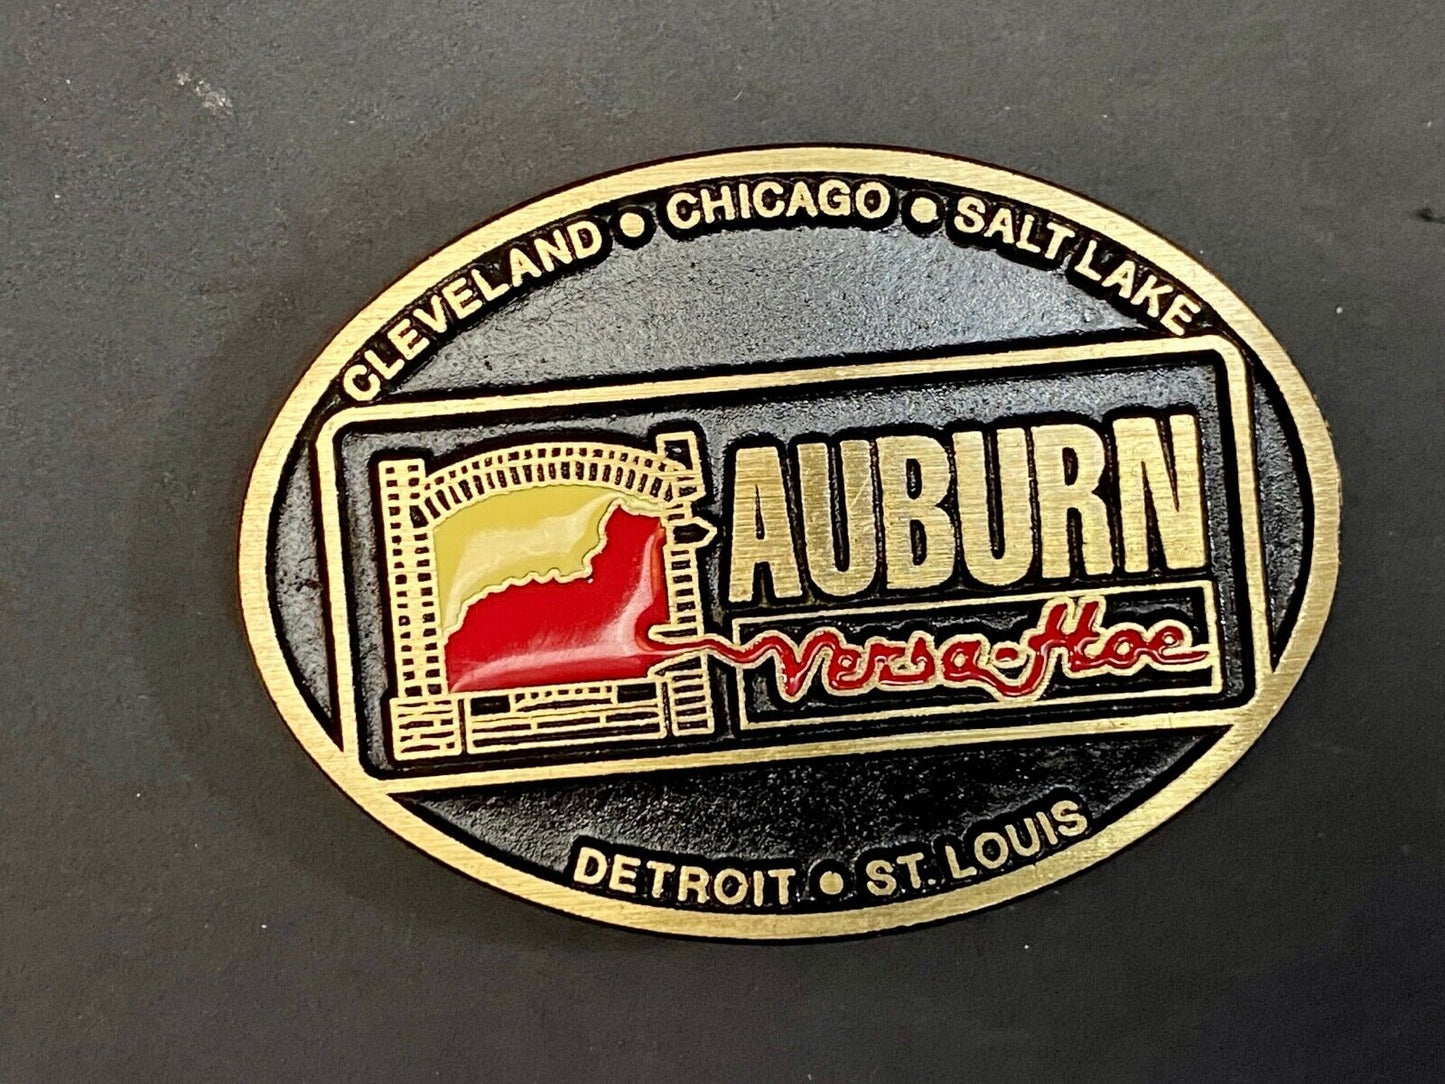 CLEVELAND • CHICAGO • SALT LAKE
AUBURN
Versa-Hoe
DETROIT • ST. LOUIS